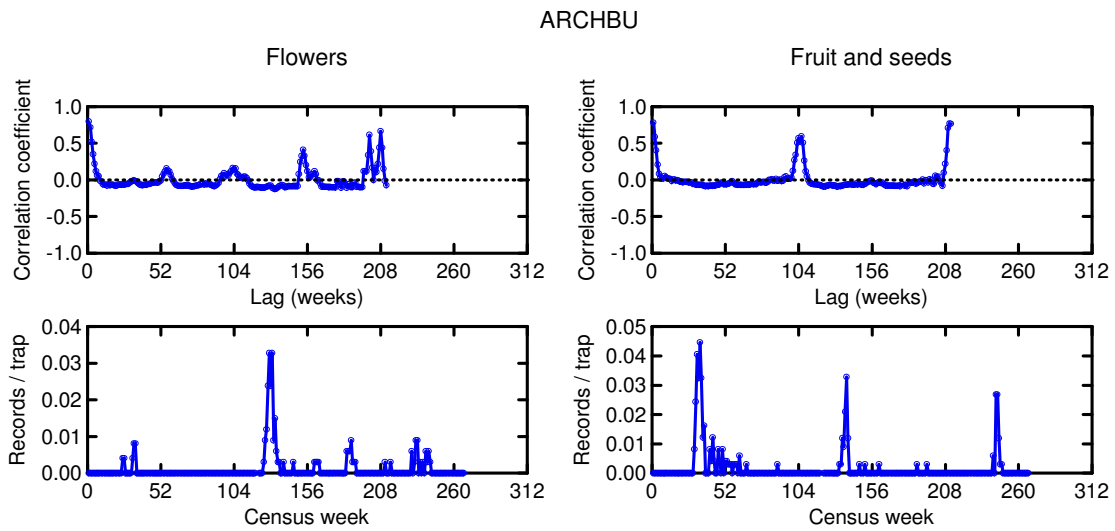 ARCHBU
Flowers
Fruit and seeds
Correlation coefficient
1.0
0.5
0.0
-0.5
-1.0
0 52 104 156 208 260 312
Lag (weeks)
Correlation coefficient
1.0
0.5
0.0
-0.5
-1.0
0 52 104 156 208 260 312
Lag (weeks)
Records / trap
0.04
0.03
0.02
0.01
0.00
0 52 104 156 208 260 312
Census week
Records / trap
0.05
0.04
0.03
0.02
0.01
0.00
0 52 104 156 208 260 312
Census week